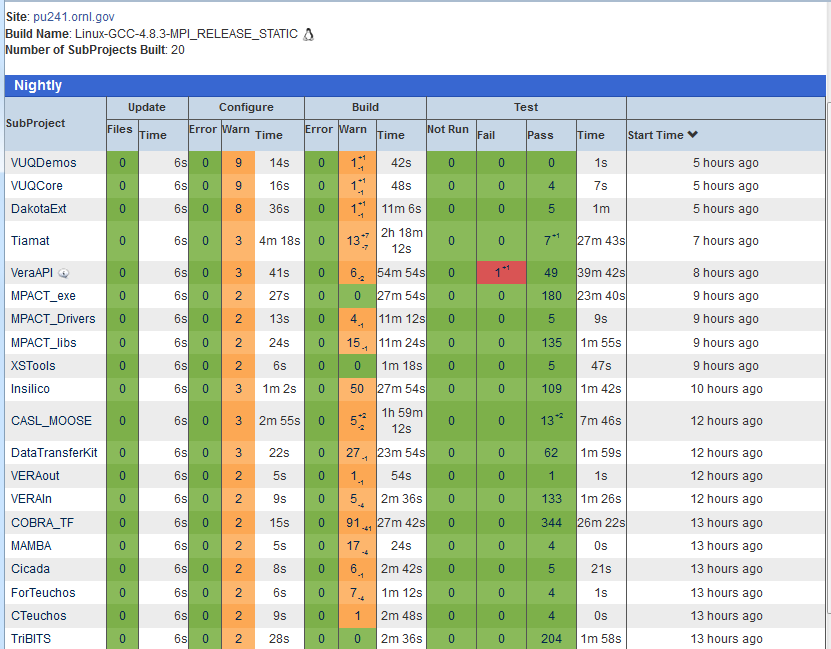 Site: pu241.ornl.gov
Build Name: Linux-GCC-4.8.3-MPI_RELEASE_STATIC
Number of SubProjects Built: 20
Nightly
SubProject Update Configure Build Test
Files Time Error Warn Time Error Warn Time Not Run Fail Pass Time Start Time
VUQDemos 0 6s 0 9 14s 0 1 +1 -1 42s 0 0 0 1s 5 hours ago
VUQCore 0 6s 0 9 16s 0 1 +1 -1 48s 0 0 4 7s 5 hours ago
DakotaExt 0 6s 0 8 36s 0 1 +1 -1 11m 6s 0 0 5 1m 5 hours ago
Tiamat 0 6s 0 3 4m 18s 0 13 +7 -7 2h 18m 12s 0 0 7 +1 27m 43s 7 hours ago
VeraAPI 0 6s 0 3 41s 0 6 -2 54m 54s 0 1 +1 49 39m 42s 8 hours ago
MPACT_exe 0 6s 0 2 27s 0 0 27m 54s 0 0 180 23m 40s 9 hours ago
MPACT_Drivers 0 6s 0 2 13s 0 4 -1 11m 12s 0 0 5 9s 9 hours ago
MPACT_libs 0 6s 0 2 24s 0 15 -1 11m 24s 0 0 135 1m 55s 9 hours ago
XSTools 0 6s 0 2 6s 0 0 1m 18s 0 0 5 47s 9 hours ago
Insilico 0 6s 0 3 1m 2s 0 50 27m 54s 0 0 109 1m 42s 10 hours ago
CASL_MOOSE 0 6s 0 3 2m 55s 0 5 +2 -2 1h 59m 12s 0 0 13 +2 7m 46s 12 hours ago
DataTransferKit 0 6s 0 3 22s 0 27 -1 23m 54s 0 0 62 1m 59s 12 hours ago
VERAout 0 6s 0 2 5s 0 1 -1 54s 0 0 1 1s 12 hours ago
VERAIn 0 6s 0 2 9s 0 5 -4 2m 36s 0 0 133 1m 26s 12 hours ago
COBRA_TF 0 6s 0 2 15s 0 91 -41 27m 42s 0 0 344 26m 22s 13 hours ago
MAMBA 0 6s 0 2 5s 0 17 -4 24s 0 0 4 0s 13 hours ago
Cicada 0 6s 0 2 8s 0 6 -1 2m 42s 0 0 5 21s 13 hours ago
ForTeuchos 0 6s 0 2 6s 0 7 -4 1m 12s 0 0 4 1s 13 hours ago
CTeuchos 0 6s 0 2 9s 0 1 2m 48s 0 0 4 0s 13 hours ago
TriBITS 0 6s 0 2 28s 0 0 2m 36s 0 0 204 1m 58s 13 hours ago